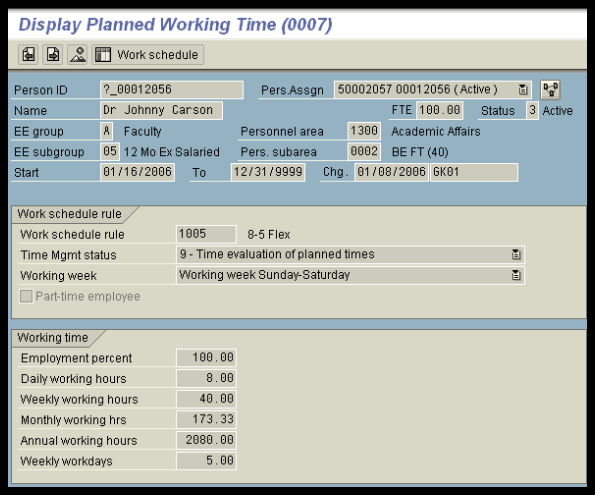 Display Planned Working Time (0007)
Work schedule
Person ID ?_00012056 Pers.Assgn 50002057 00012056 ( Active )
Name Dr Johnny Carson FTE 100.00 Status 3 Active
EE group A Faculty Personnel area 1300 Academic Affairs
EE subgroup 05 12 Mo Ex Salaried Pers. subarea 0002 BE FT (40)
Start 01/16/2006 To 12/31/9999 Chg. 01/08/2006 GK01
Work schedule rule
Work schedule rule 1005 8-5 Flex
Time Mgmt status 9 - Time evaluation of planned times
Working week Working week Sunday-Saturday
Part-time employee
Working time
Employment percent 100.00
Daily working hours 8.00
Weekly working hours 40.00
Monthly working hrs 173.33
Annual working hours 2080.00
Weekly workdays 5.00